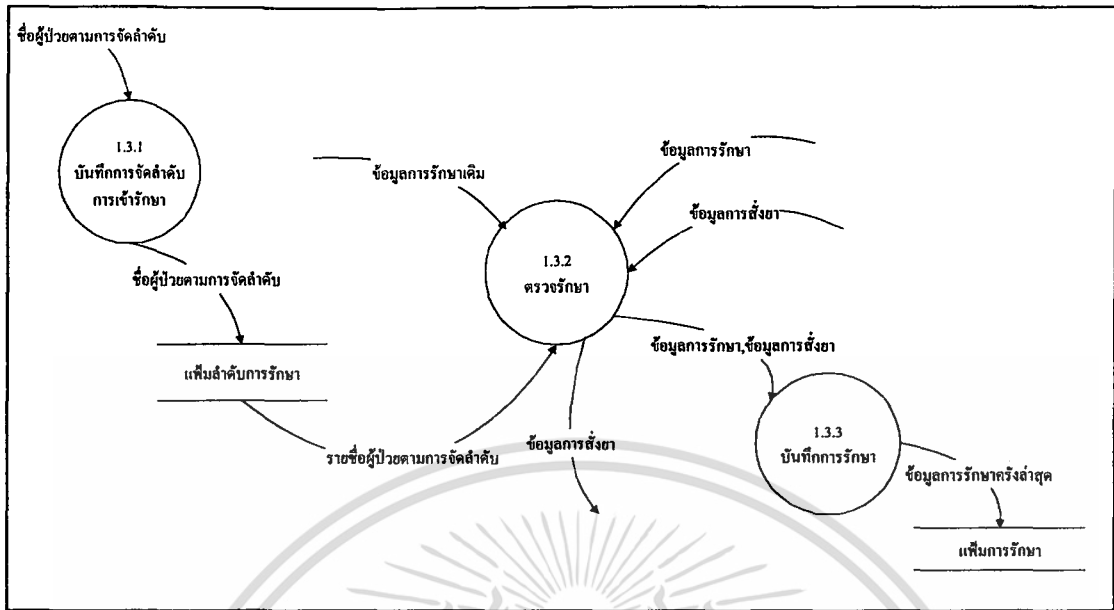 ชื่อผู้ป่วยตามการจัดลำดับ
1.3.1
บันทึกการจัดลำดับ
การเข้ารักษา
ข้อมูลการรักษาเดิม
ข้อมูลการรักษา
ข้อมูลการสั่งยา
1.3.2
ตรวจรักษา
ชื่อผู้ป่วยตามการจัดลำดับ
แฟ้มลำดับการรักษา
ข้อมูลการรักษา,ข้อมูลการสั่งยา
รายชื่อผู้ป่วยตามการจัดลำดับ
ข้อมูลการสั่งยา
1.3.3
บันทึกการรักษา
ข้อมูลการรักษาครั้งล่าสุด
แฟ้มการรักษา